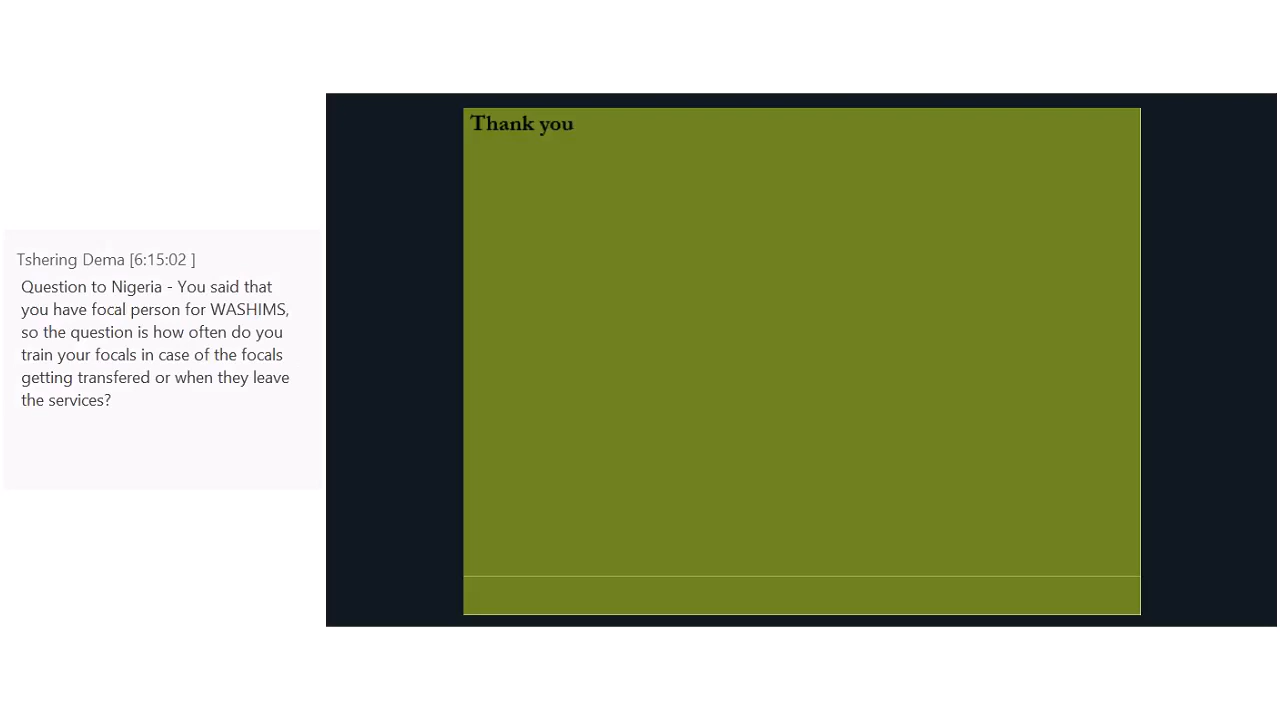 Thank you
Tshering Dema [6:15:02 ]
Question to Nigeria - You said that
you have focal person for WASHIMS,
so the question is how often do you
train your focals in case of the focals
getting transfered or when they leave
the services?